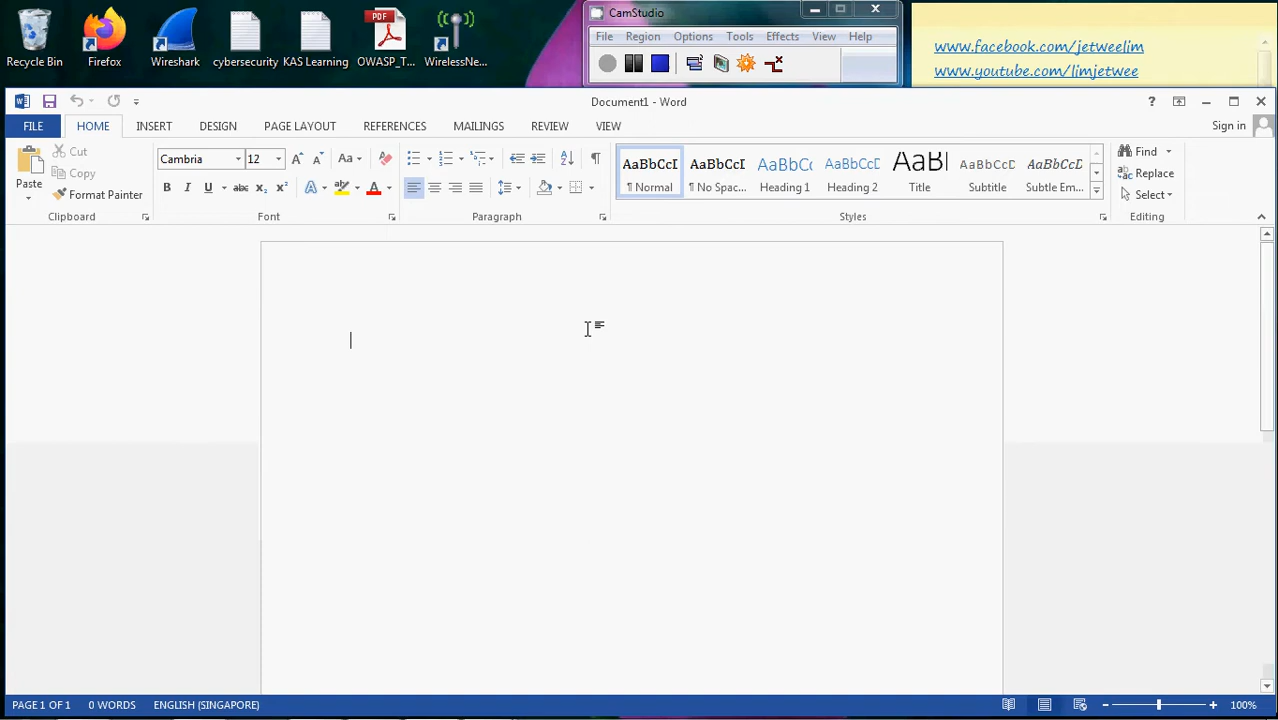 CamStudio
File Region Options Tools Effects View Help
www.facebook.com/jetweelim
www.youtube.com/limjetwee
PDF
Recycle Bin Firefox Wireshark cybersecurity KAS Learning OWASP_T... WirelessNe...
Document1 - Word
FILE HOME INSERT DESIGN PAGE LAYOUT REFERENCES MAILINGS REVIEW VIEW Sign in
Paste Cut Copy Format Painter
Cambria 12
AaBbCcI AaBbCcI AaBbCc AaBbCcD AaBl AaBbCcD AaBbCcD
¶ Normal ¶ No Spac... Heading 1 Heading 2 Title Subtitle Subtle Em...
Find Replace Select
Clipboard Font Paragraph Styles Editing
PAGE 1 OF 1 0 WORDS ENGLISH (SINGAPORE) 100%